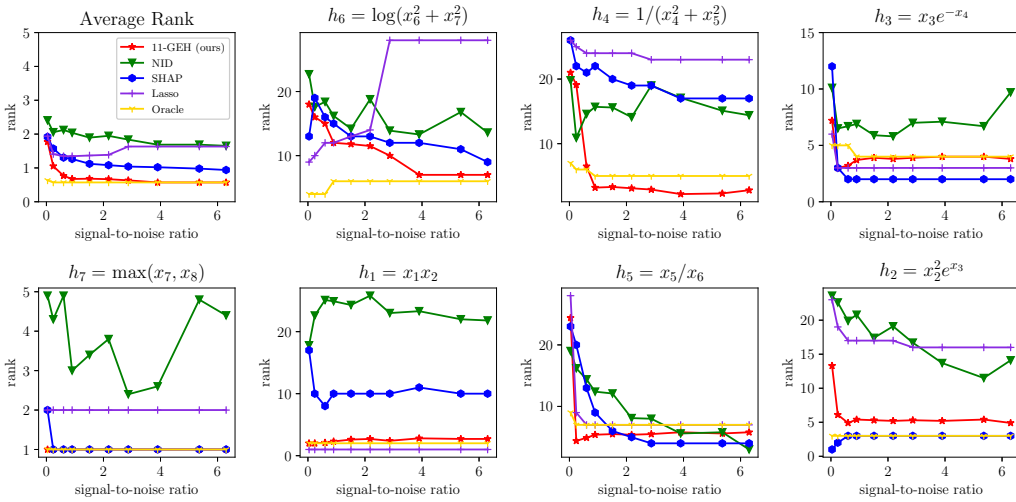 Average Rank
h₆ = log(x₆² + x₇²)
h₄ = 1/(x₄² + x₅²)
h₃ = x₃e^{-x₄}
5
4
3
2
1
0
rank
11-GEH (ours)
NID
SHAP
Lasso
Oracle
0 2 4 6
signal-to-noise ratio
20
10
rank
0 2 4 6
signal-to-noise ratio
20
10
rank
0 2 4 6
signal-to-noise ratio
15
10
5
0
rank
0 2 4 6
signal-to-noise ratio
h₇ = max(x₇, x₈)
h₁ = x₁x₂
h₅ = x₅/x₆
h₂ = x₂²e^{x₃}
5
4
3
2
1
rank
0 2 4 6
signal-to-noise ratio
20
10
0
rank
0 2 4 6
signal-to-noise ratio
20
10
rank
0 2 4 6
signal-to-noise ratio
20
10
0
rank
0 2 4 6
signal-to-noise ratio